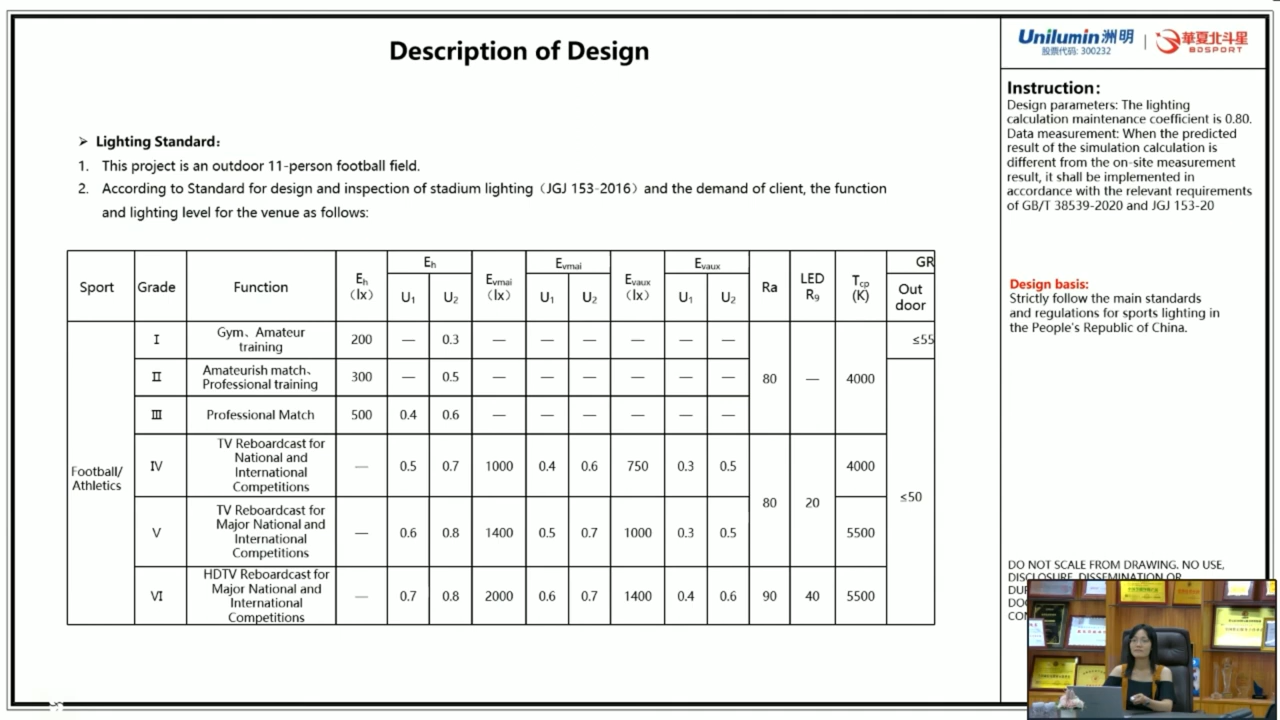 Description of Design
Unilumin洲明 | 華夏北斗星
股票代码: 300232 BDSPORT
➢ Lighting Standard：
1. This project is an outdoor 11-person football field.
2. According to Standard for design and inspection of stadium lighting（JGJ 153-2016）and the demand of client, the function
and lighting level for the venue as follows:
Sport Grade Function Eh（lx） Eh Evmai（lx） Evmai Evaux（lx） Evaux Ra LED R9 Tcp (K) GR
U1 U2 U1 U2 U1 U2 Out door
Football/ Athletics
I Gym、Amateur training 200 — 0.3 — — — — — — 80 — 4000 ≤55
II Amateurish match、Professional training 300 — 0.5 — — — — — — ≤50
III Professional Match 500 0.4 0.6 — — — — — —
IV TV Reboardcast for National and International Competitions — 0.5 0.7 1000 0.4 0.6 750 0.3 0.5 80 20 4000
V TV Reboardcast for Major National and International Competitions — 0.6 0.8 1400 0.5 0.7 1000 0.3 0.5 5500
VI HDTV Reboardcast for Major National and International Competitions — 0.7 0.8 2000 0.6 0.7 1400 0.4 0.6 90 40 5500
Instruction：
Design parameters: The lighting
calculation maintenance coefficient is 0.80.
Data measurement: When the predicted
result of the simulation calculation is
different from the on-site measurement
result, it shall be implemented in
accordance with the relevant requirements
of GB/T 38539-2020 and JGJ 153-20
Design basis:
Strictly follow the main standards
and regulations for sports lighting in
the People's Republic of China.
DO NOT SCALE FROM DRAWING. NO USE,
DISCLOSURE, DISSEMINATION OR